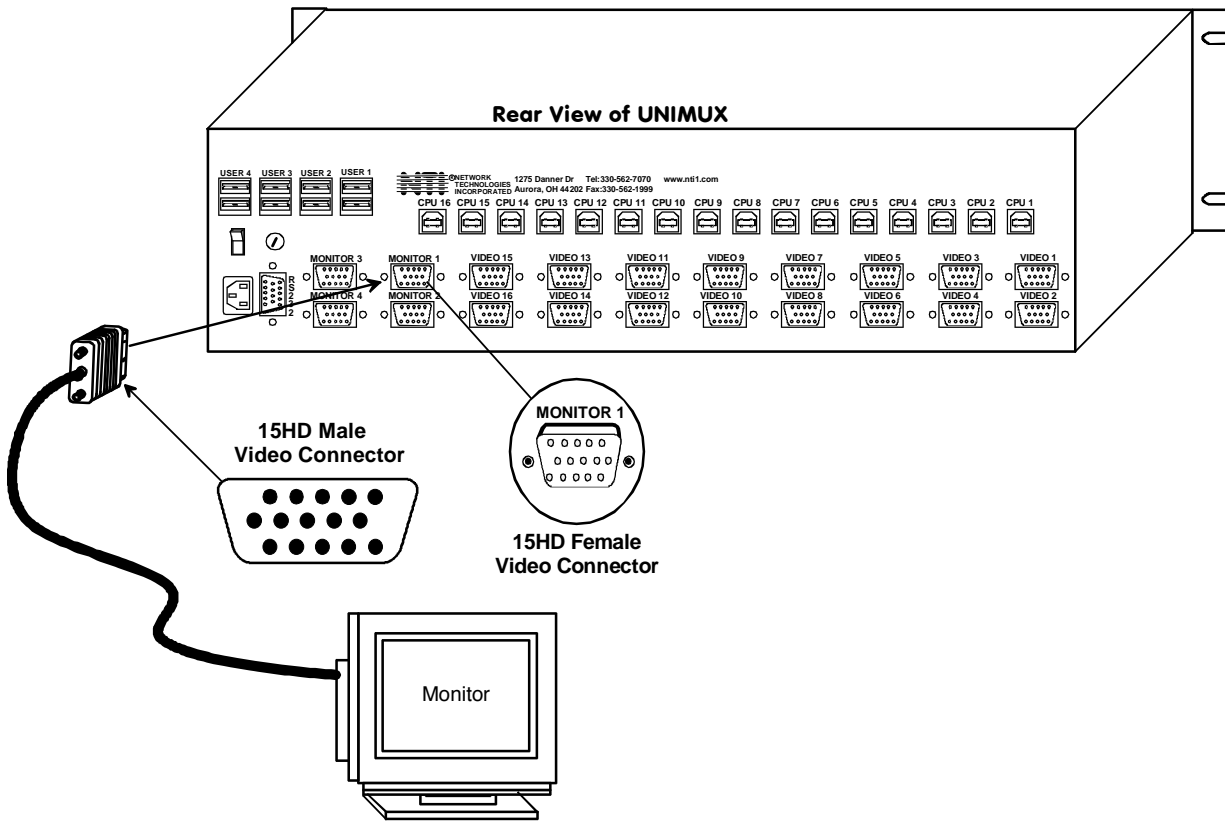 Rear View of UNIMUX
USER 4 USER 3 USER 2 USER 1
NTI ® NETWORK TECHNOLOGIES INCORPORATED
1275 Danner Dr Tel:330-562-7070 www.nti1.com
Aurora, OH 44202 Fax:330-562-1999
CPU 16 CPU 15 CPU 14 CPU 13 CPU 12 CPU 11 CPU 10 CPU 9 CPU 8 CPU 7 CPU 6 CPU 5 CPU 4 CPU 3 CPU 2 CPU 1
MONITOR 3 MONITOR 1 VIDEO 15 VIDEO 13 VIDEO 11 VIDEO 9 VIDEO 7 VIDEO 5 VIDEO 3 VIDEO 1
RS232
MONITOR 4 MONITOR 2 VIDEO 16 VIDEO 14 VIDEO 12 VIDEO 10 VIDEO 8 VIDEO 6 VIDEO 4 VIDEO 2
MONITOR 1
15HD Male
Video Connector
15HD Female
Video Connector
Monitor